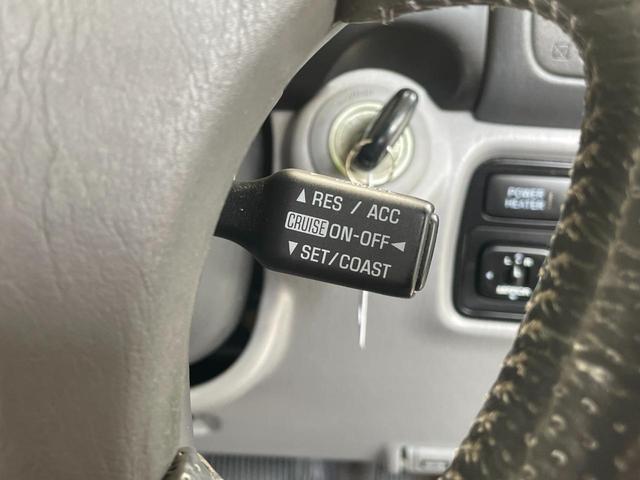 ▲ RES / ACC
CRUISE ON-OFF ◄
▼ SET/COAST
POWER
HEATER
L R